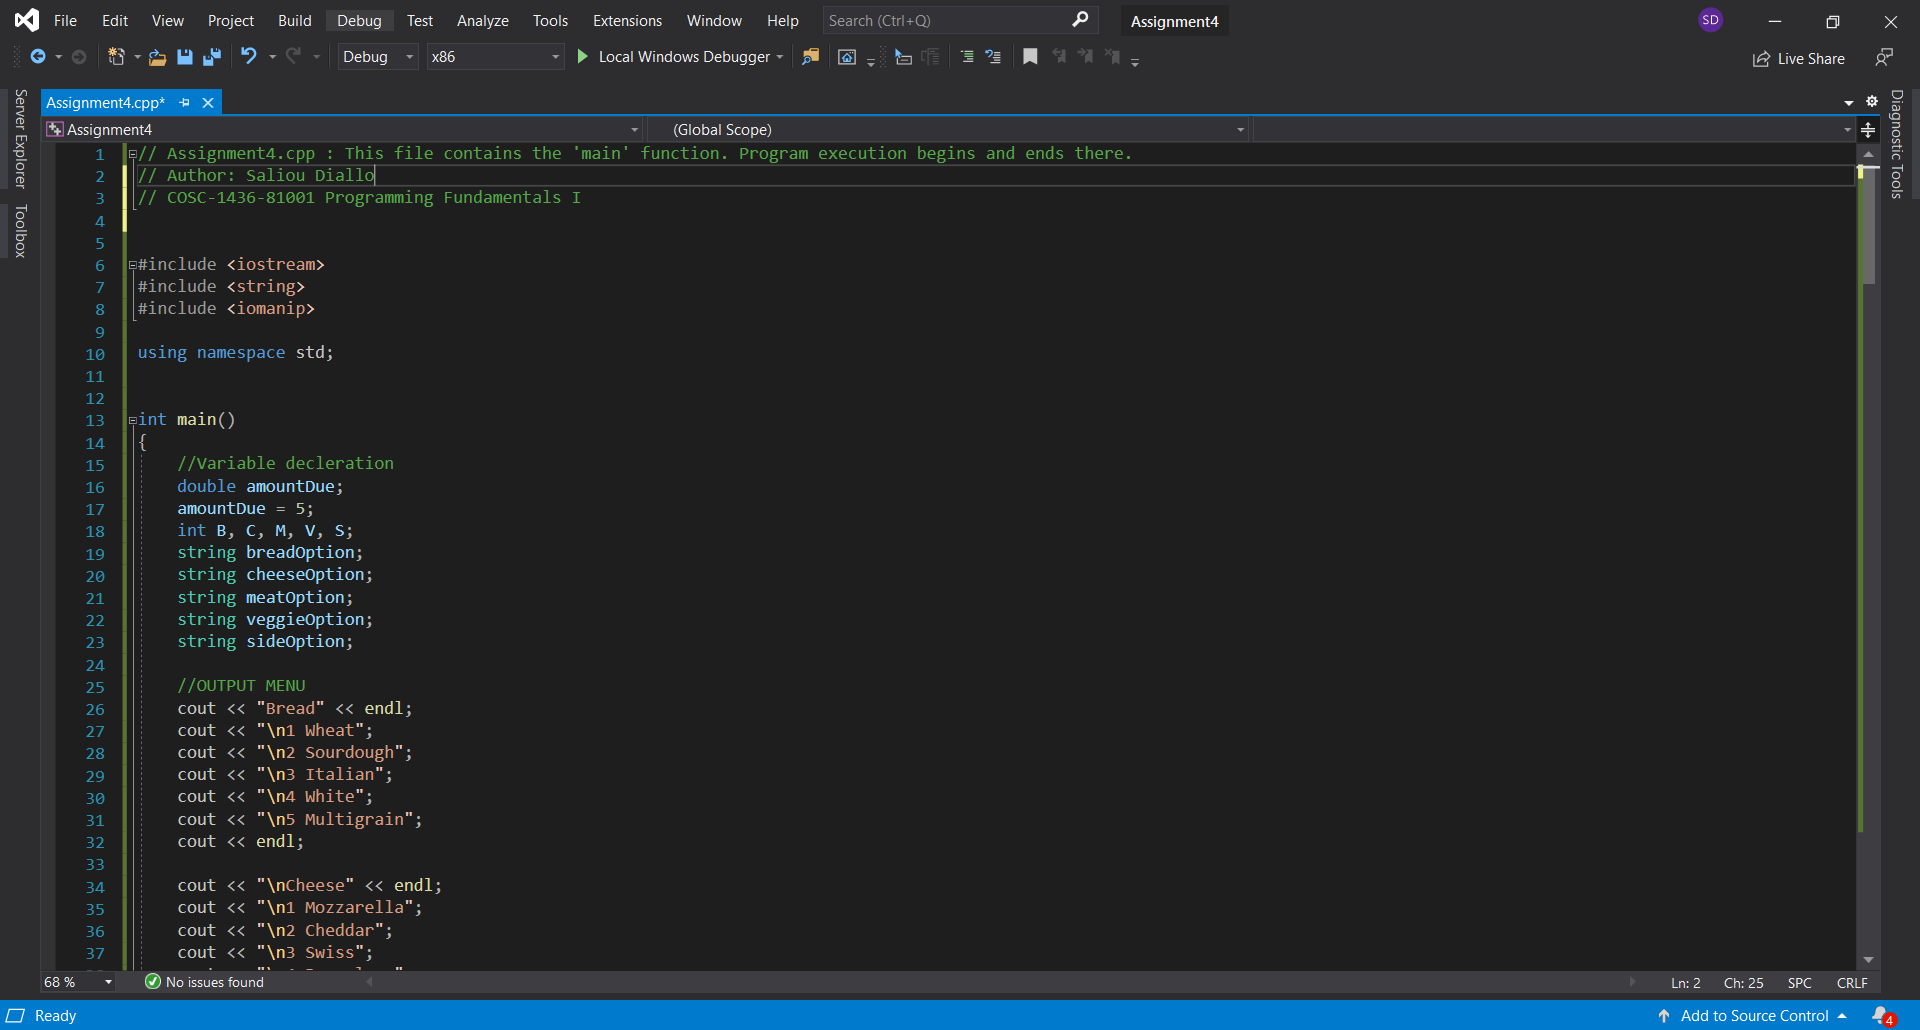 File Edit View Project Build Debug Test Analyze Tools Extensions Window Help Search (Ctrl+Q) Assignment4 SD
Debug x86 Local Windows Debugger Live Share
Server Explorer
Toolbox
Assignment4.cpp*
Assignment4 (Global Scope)
Diagnostic Tools
1 // Assignment4.cpp : This file contains the 'main' function. Program execution begins and ends there.
2 // Author: Saliou Diallo
3 // COSC-1436-81001 Programming Fundamentals I
4
5
6 #include <iostream>
7 #include <string>
8 #include <iomanip>
9
10 using namespace std;
11
12
13 int main()
14 {
15 //Variable decleration
16 double amountDue;
17 amountDue = 5;
18 int B, C, M, V, S;
19 string breadOption;
20 string cheeseOption;
21 string meatOption;
22 string veggieOption;
23 string sideOption;
24
25 //OUTPUT MENU
26 cout << "Bread" << endl;
27 cout << "\n1 Wheat";
28 cout << "\n2 Sourdough";
29 cout << "\n3 Italian";
30 cout << "\n4 White";
31 cout << "\n5 Multigrain";
32 cout << endl;
33
34 cout << "\nCheese" << endl;
35 cout << "\n1 Mozzarella";
36 cout << "\n2 Cheddar";
37 cout << "\n3 Swiss";
68 % No issues found Ln: 2 Ch: 25 SPC CRLF
Ready Add to Source Control 4